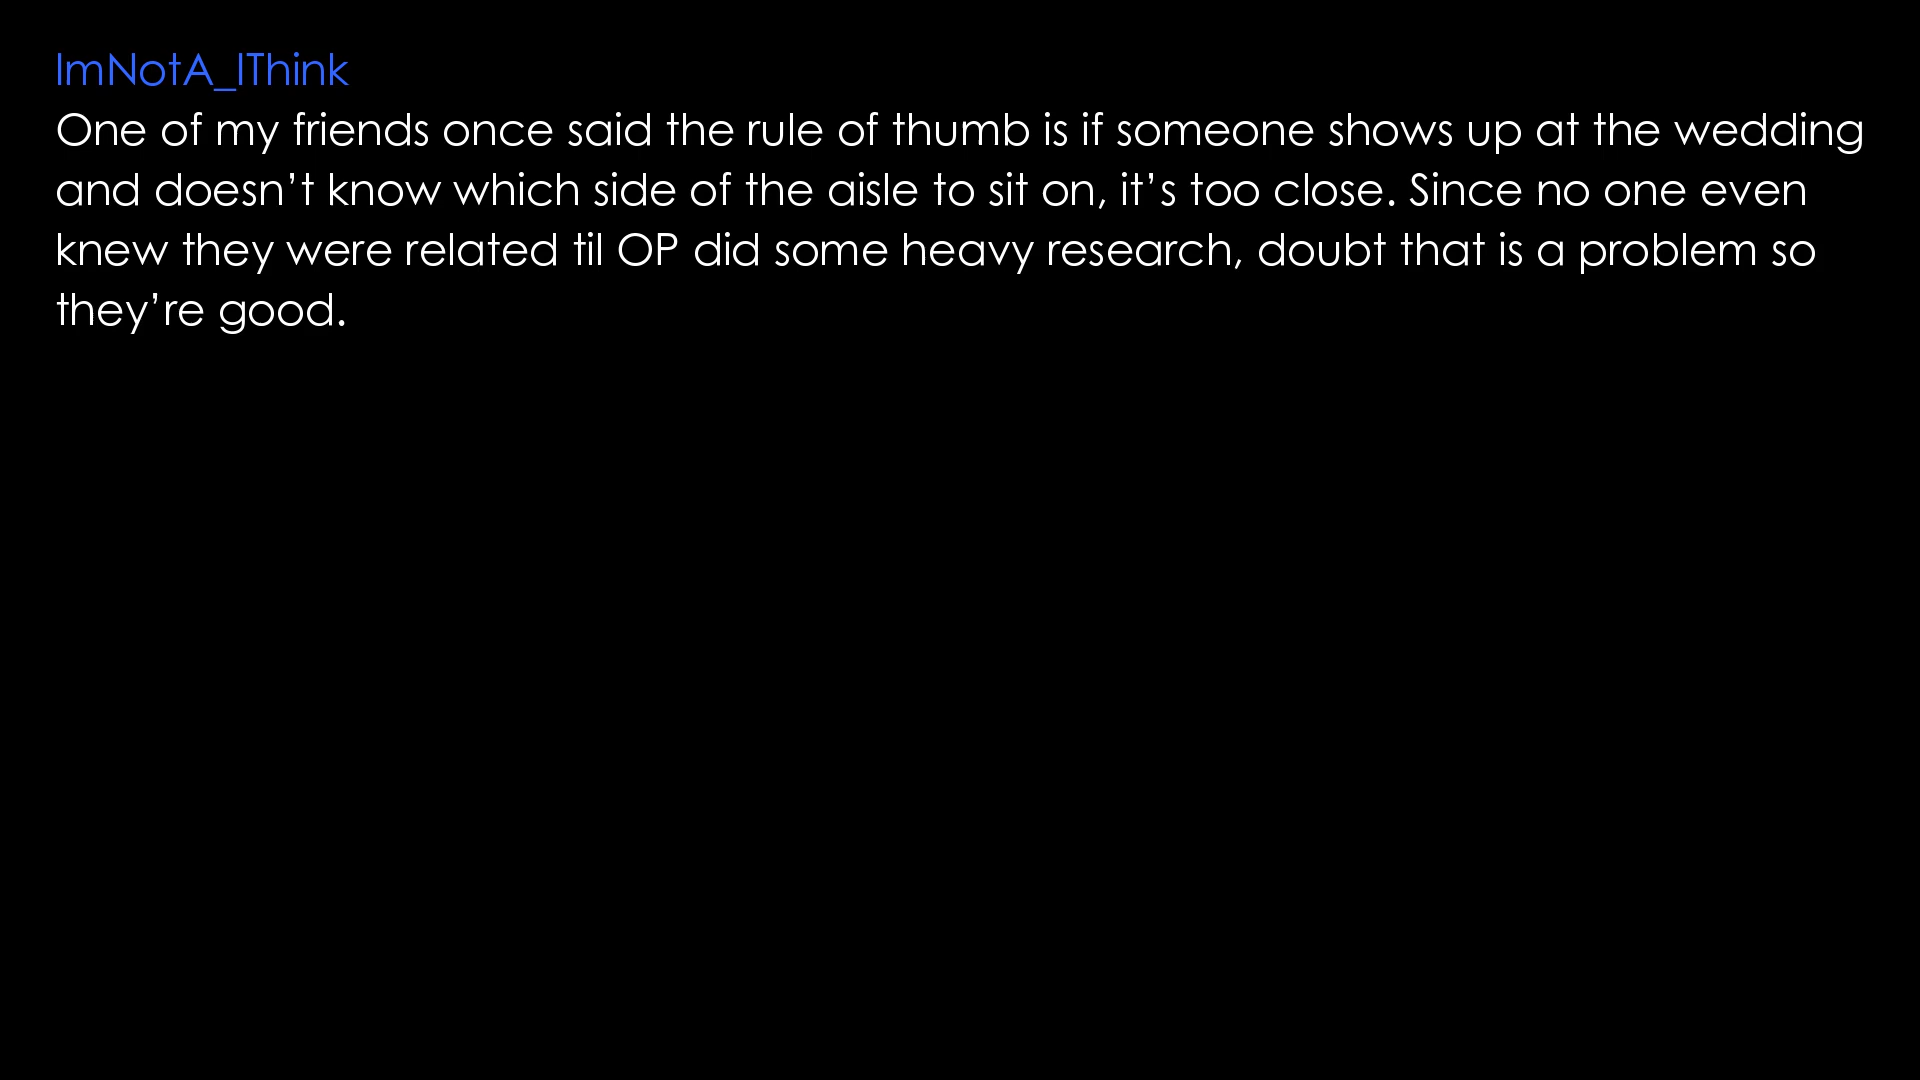 ImNotA_IThink
One of my friends once said the rule of thumb is if someone shows up at the wedding
and doesn’t know which side of the aisle to sit on, it’s too close. Since no one even
knew they were related til OP did some heavy research, doubt that is a problem so
they’re good.